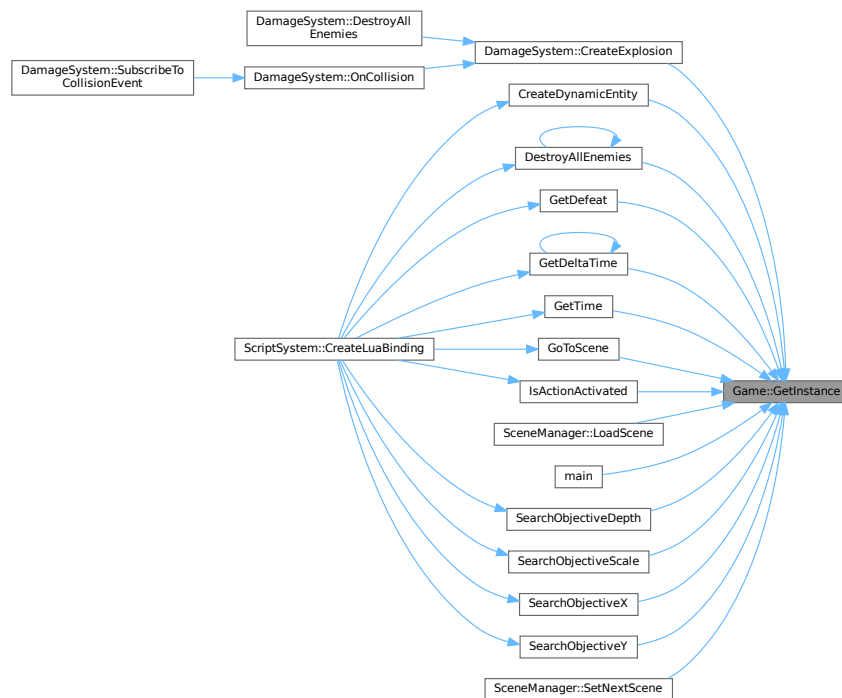 DamageSystem::DestroyAll
Enemies
DamageSystem::CreateExplosion
DamageSystem::SubscribeTo
CollisionEvent
DamageSystem::OnCollision
CreateDynamicEntity
DestroyAllEnemies
GetDefeat
GetDeltaTime
GetTime
ScriptSystem::CreateLuaBinding
GoToScene
IsActionActivated
Game::GetInstance
SceneManager::LoadScene
main
SearchObjectiveDepth
SearchObjectiveScale
SearchObjectiveX
SearchObjectiveY
SceneManager::SetNextScene